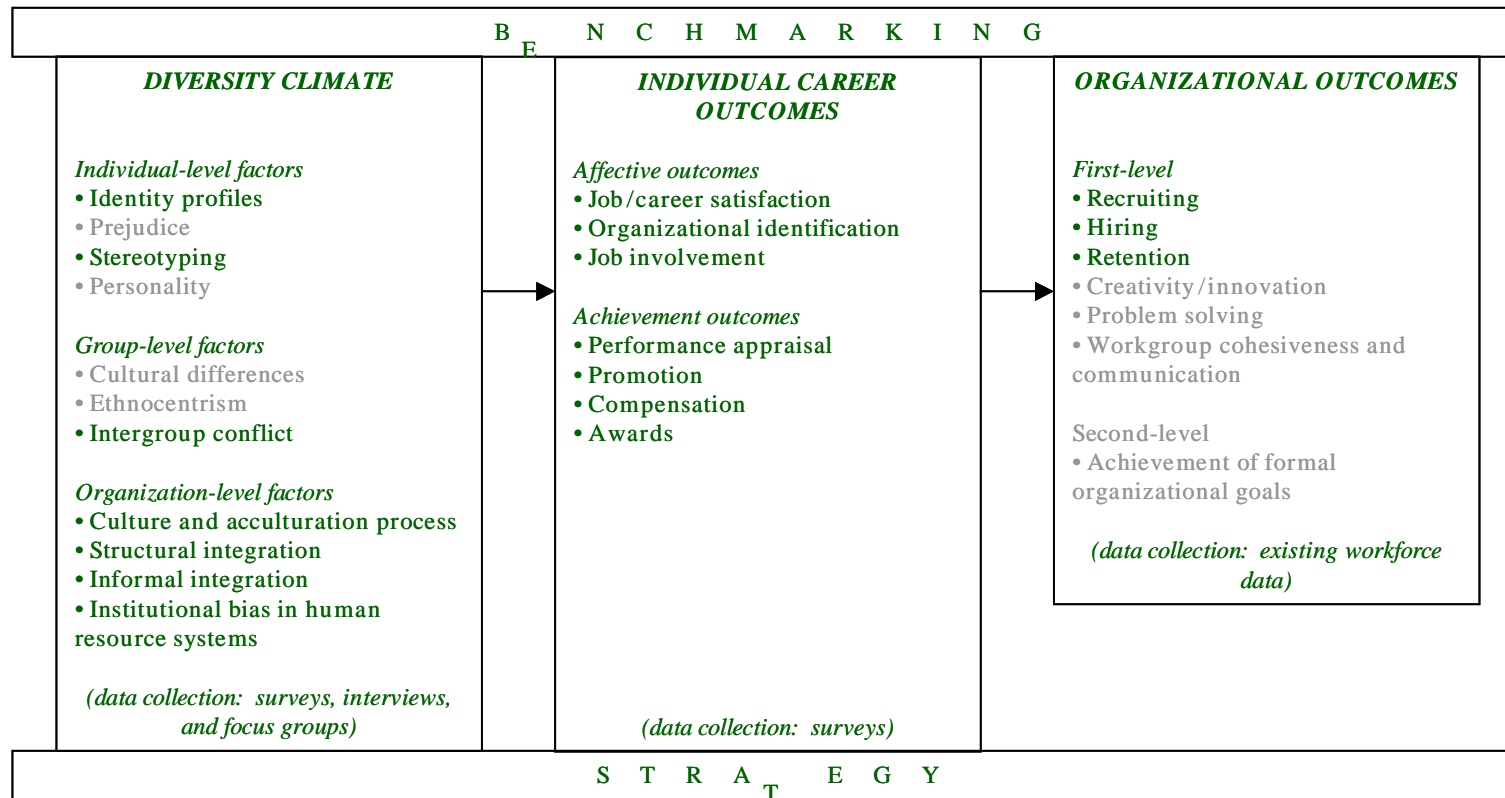 B E N C H M A R K I N G
DIVERSITY CLIMATE
Individual-level factors
• Identity profiles
• Prejudice
• Stereotyping
• Personality
Group-level factors
• Cultural differences
• Ethnocentrism
• Intergroup conflict
Organization-level factors
• Culture and acculturation process
• Structural integration
• Informal integration
• Institutional bias in human
resource systems
(data collection: surveys, interviews,
and focus groups)
INDIVIDUAL CAREER
OUTCOMES
Affective outcomes
• Job/career satisfaction
• Organizational identification
• Job involvement
Achievement outcomes
• Performance appraisal
• Promotion
• Compensation
• Awards
(data collection: surveys)
ORGANIZATIONAL OUTCOMES
First-level
• Recruiting
• Hiring
• Retention
• Creativity/innovation
• Problem solving
• Workgroup cohesiveness and
communication
Second-level
• Achievement of formal
organizational goals
(data collection: existing workforce
data)
S T R A T E G Y